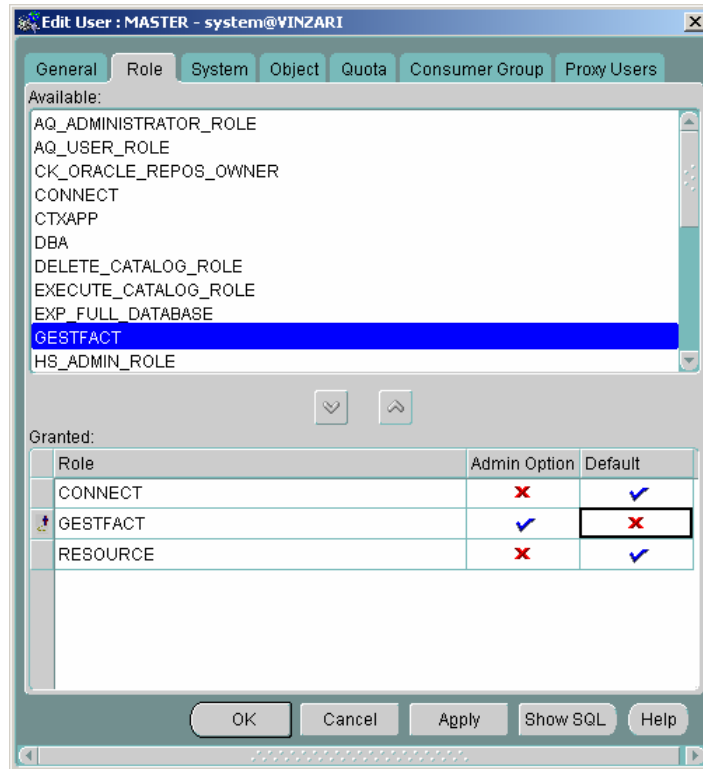 Edit User : MASTER - system@VINZARI
General Role System Object Quota Consumer Group Proxy Users
Available:
AQ_ADMINISTRATOR_ROLE
AQ_USER_ROLE
CK_ORACLE_REPOS_OWNER
CONNECT
CTXAPP
DBA
DELETE_CATALOG_ROLE
EXECUTE_CATALOG_ROLE
EXP_FULL_DATABASE
GESTFACT
HS_ADMIN_ROLE
Granted:
Role Admin Option Default
CONNECT
GESTFACT
RESOURCE
OK Cancel Apply Show SQL Help